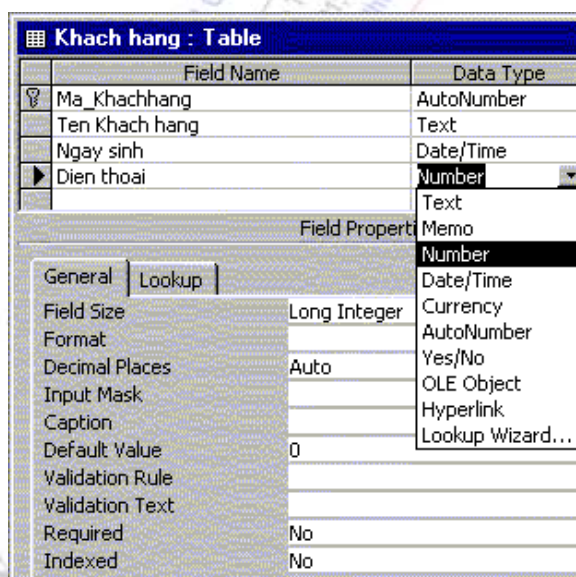 Khach hang : Table
Field Name Data Type
Ma_Khachhang AutoNumber
Ten Khach hang Text
Ngay sinh Date/Time
Dien thoai Number
Text
Field Properti Memo
Number
General Lookup Date/Time
Field Size Long Integer Currency
Format AutoNumber
Decimal Places Auto Yes/No
Input Mask OLE Object
Caption Hyperlink
Default Value 0 Lookup Wizard...
Validation Rule
Validation Text
Required No
Indexed No